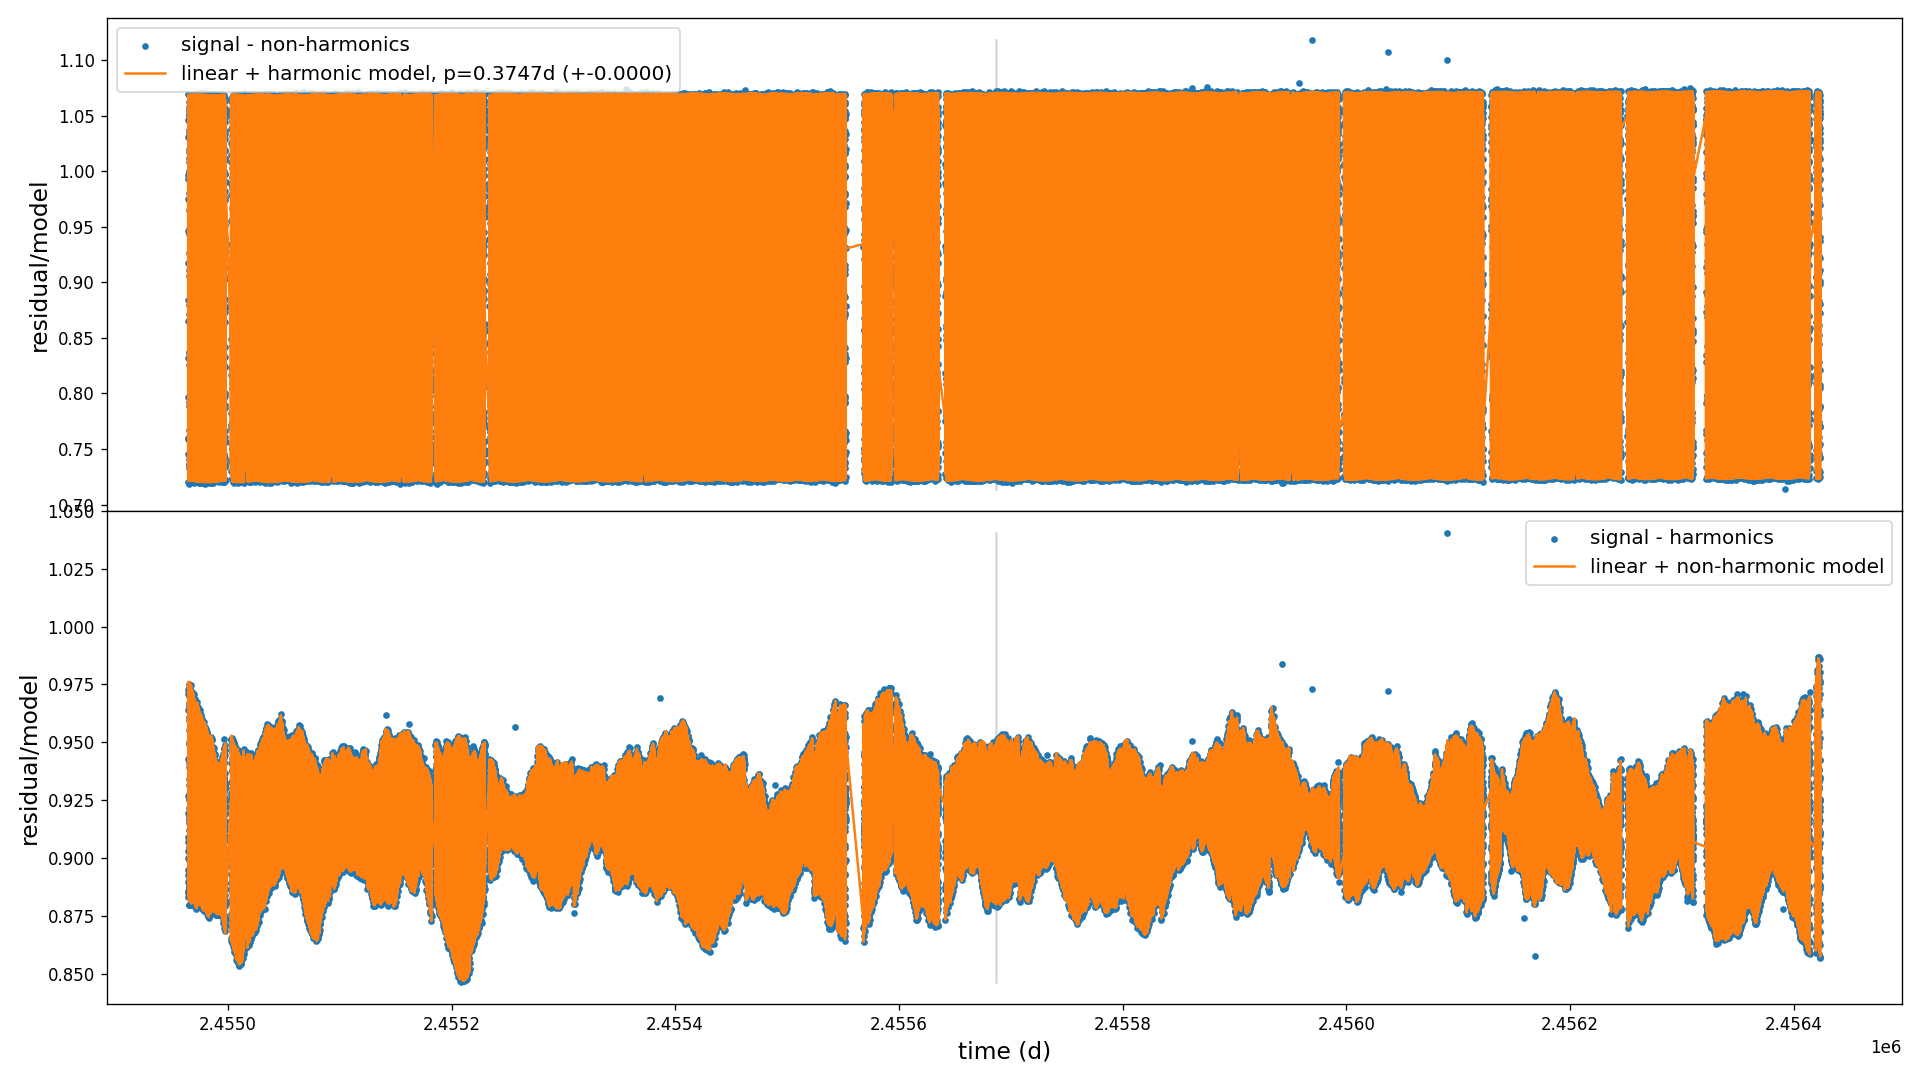 signal - non-harmonics
linear + harmonic model, p=0.3747d (+-0.0000)
1.10
1.05
1.00
0.95
0.90
0.85
0.80
0.75
0.70
residual/model
signal - harmonics
linear + non-harmonic model
1.050
1.025
1.000
0.975
0.950
0.925
0.900
0.875
0.850
residual/model
2.4550 2.4552 2.4554 2.4556 2.4558 2.4560 2.4562 2.4564
1e6
time (d)